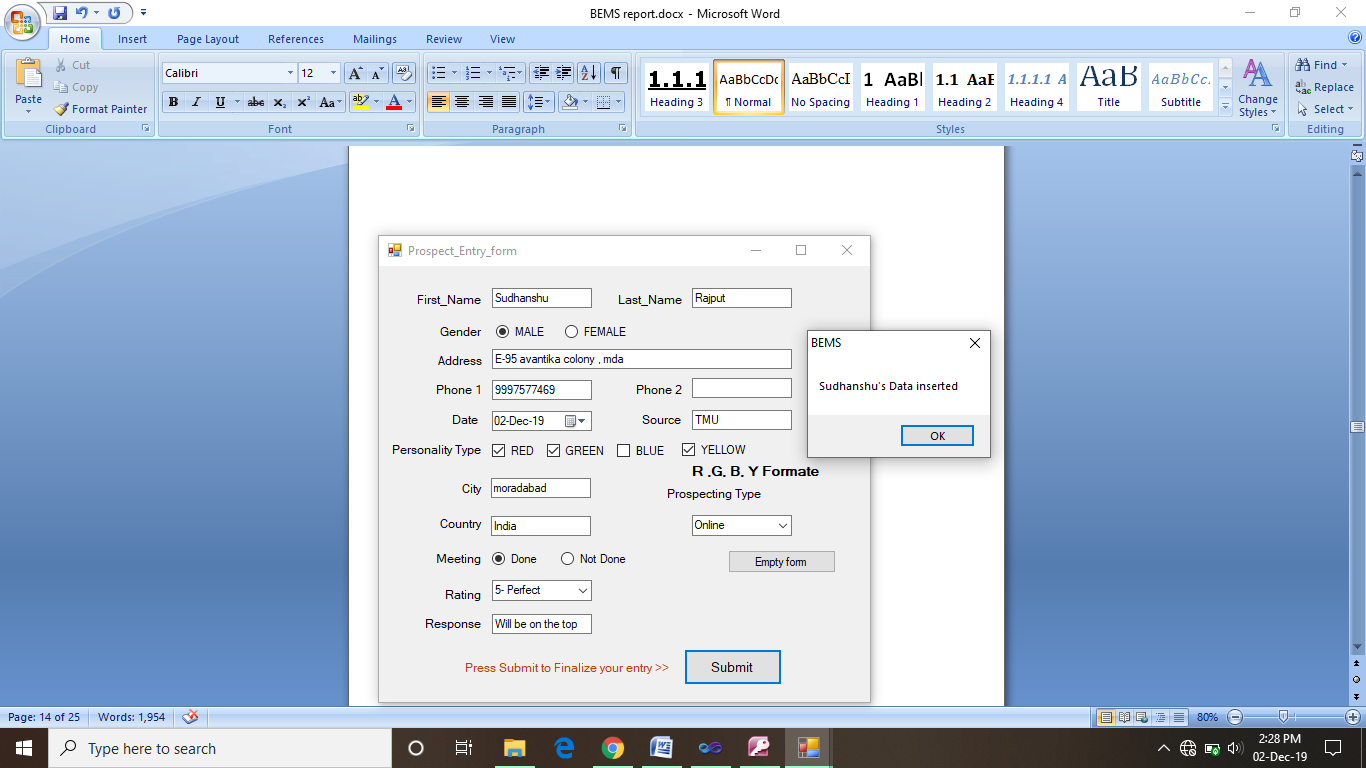 BEMS report.docx - Microsoft Word
Home Insert Page Layout References Mailings Review View
Paste
Cut
Copy
Format Painter
Clipboard
Calibri 12
B I U abc x₂ x² Aa ab A
Font
Paragraph
1.1.1 AaBbCcDc AaBbCcI 1 AaBl 1.1 AaE 1.1.1.1 A AaB AaBbCc.
Heading 3 ¶ Normal No Spacing Heading 1 Heading 2 Heading 4 Title Subtitle
Change Styles
Styles
Find
Replace
Select
Editing
Prospect_Entry_form
First_Name Sudhanshu Last_Name Rajput
Gender MALE FEMALE
Address E-95 avantika colony , mda
Phone 1 9997577469 Phone 2
Date 02-Dec-19 Source TMU
Personality Type RED GREEN BLUE YELLOW
R ,G, B, Y Formate
City moradabad Prospecting Type
Country India Online
Meeting Done Not Done Empty form
Rating 5- Perfect
Response Will be on the top
Press Submit to Finalize your entry >> Submit
BEMS
Sudhanshu's Data inserted
OK
Page: 14 of 25 Words: 1,954 80%
Type here to search
2:28 PM
02-Dec-19